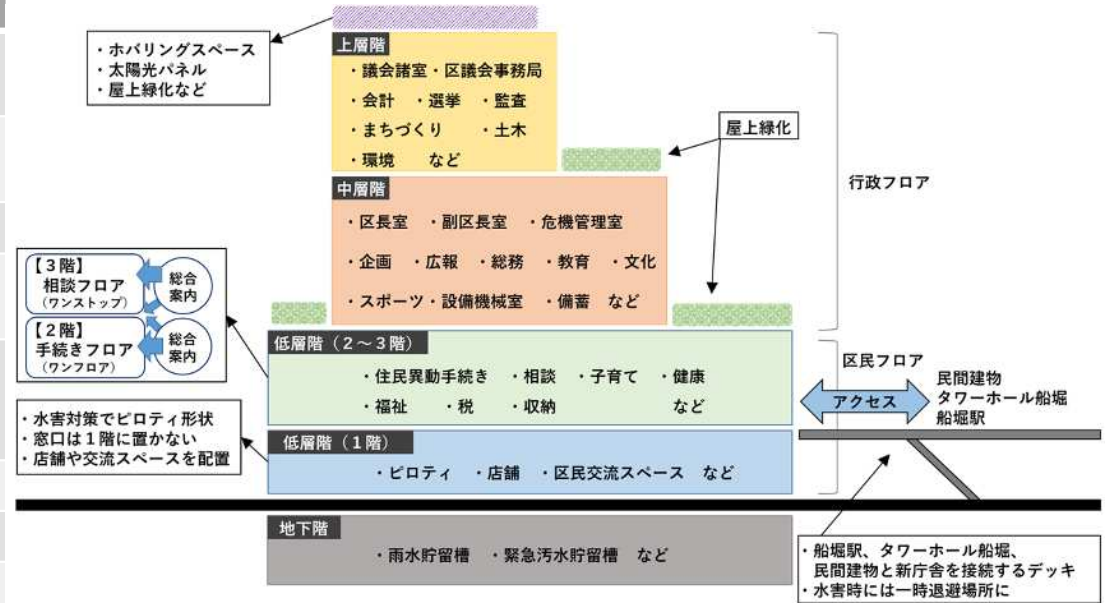 ・ホバリングスペース
・太陽光パネル
・屋上緑化など
上層階
・議会諸室・区議会事務局
・会計　・選挙　・監査
・まちづくり　・土木
・環境　など
屋上緑化
行政フロア
中層階
・区長室　・副区長室　・危機管理室
・企画　・広報　・総務　・教育　・文化
・スポーツ・設備機械室　・備蓄　など
【３階】
相談フロア
（ワンストップ）
総合
案内
【２階】
手続きフロア
（ワンフロア）
総合
案内
低層階（２～３階）
・住民異動手続き　・相談　・子育て　・健康
・福祉　・税　・収納　など
区民フロア
アクセス
民間建物
タワーホール船堀
船堀駅
・水害対策でピロティ形状
・窓口は１階に置かない
・店舗や交流スペースを配置
低層階（１階）
・ピロティ　・店舗　・区民交流スペース　など
地下階
・雨水貯留槽　・緊急汚水貯留槽　など
・船堀駅、タワーホール船堀、
民間建物と新庁舎を接続するデッキ
・水害時には一時退避場所に